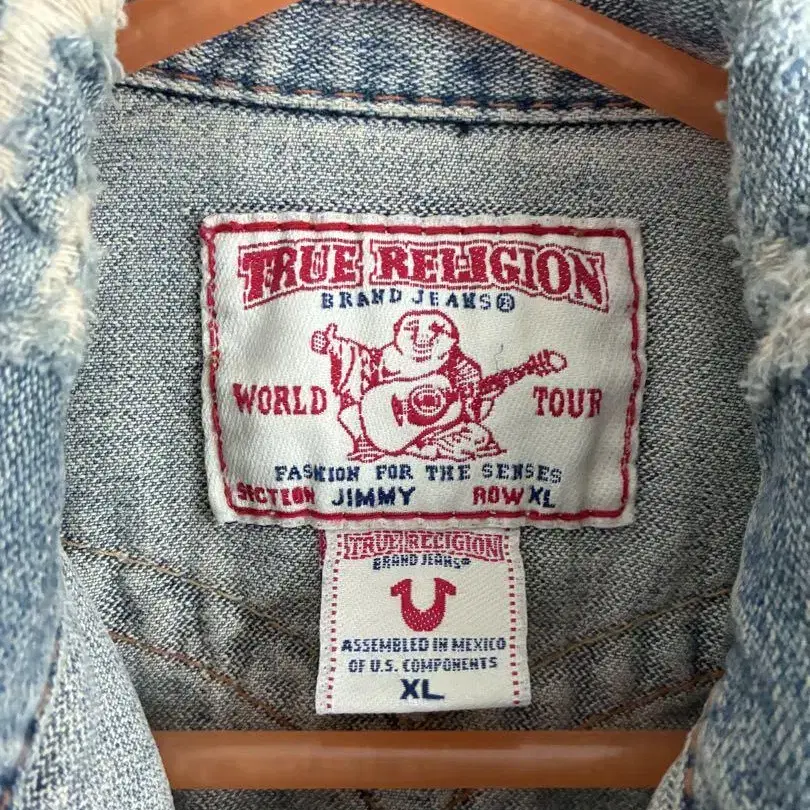 TRUE RELIGION
BRAND JEANS®
WORLD TOUR
FASHION FOR THE SENSES
SECTION JIMMY ROW XL
TRUE RELIGION
BRAND JEANS®
ASSEMBLED IN MEXICO
OF U.S. COMPONENTS
XL